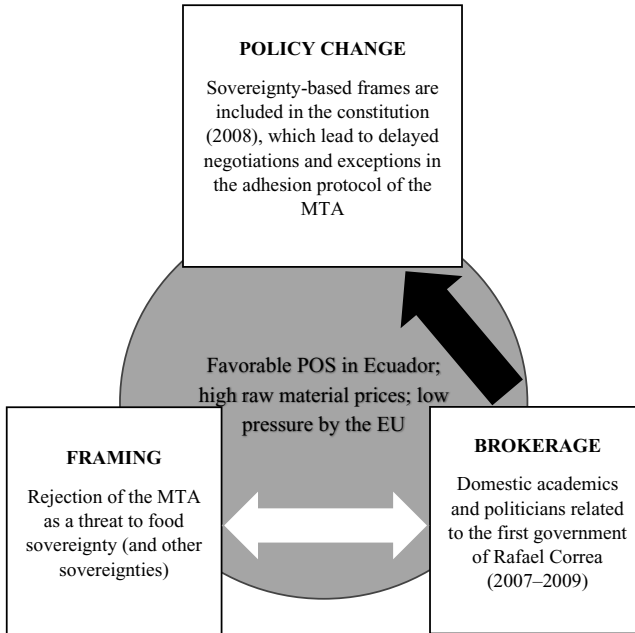 POLICY CHANGE
Sovereignty-based frames are
included in the constitution
(2008), which lead to delayed
negotiations and exceptions in
the adhesion protocol of the
MTA
Favorable POS in Ecuador;
high raw material prices; low
pressure by the EU
FRAMING
Rejection of the MTA
as a threat to food
sovereignty (and other
sovereignties)
BROKERAGE
Domestic academics
and politicians related
to the first government
of Rafael Correa
(2007–2009)